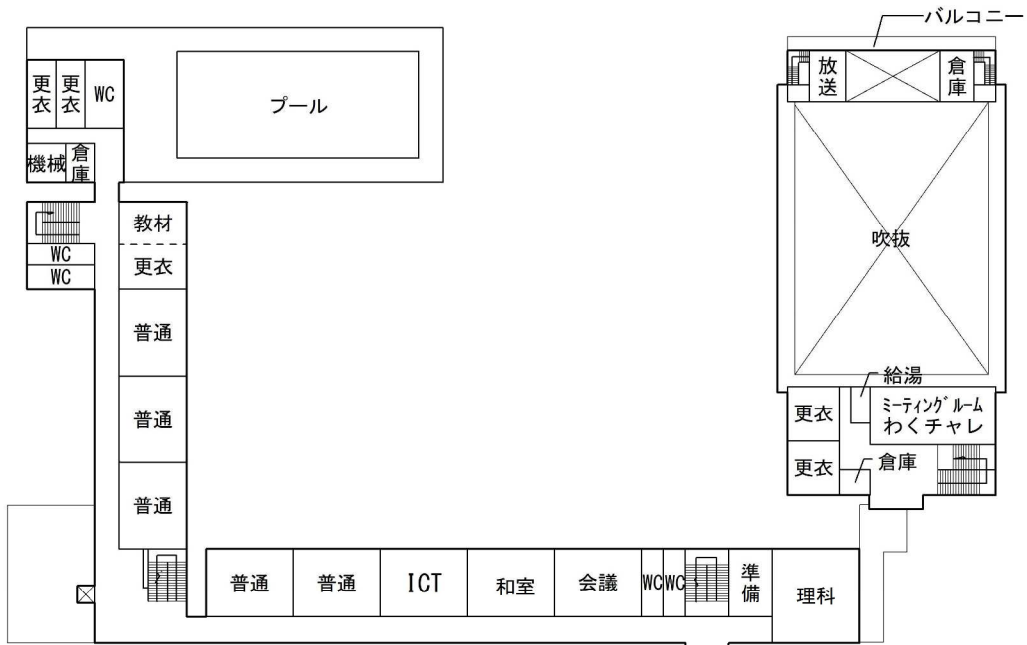 バルコニー
更衣
更衣
WC
プール
放送
倉庫
機械
倉庫
教材
吹抜
WC
更衣
WC
普通
給湯
普通
更衣
ミーティングルーム
わくチャレ
更衣
倉庫
普通
普通
普通
ICT
和室
会議
WC
WC
準備
理科